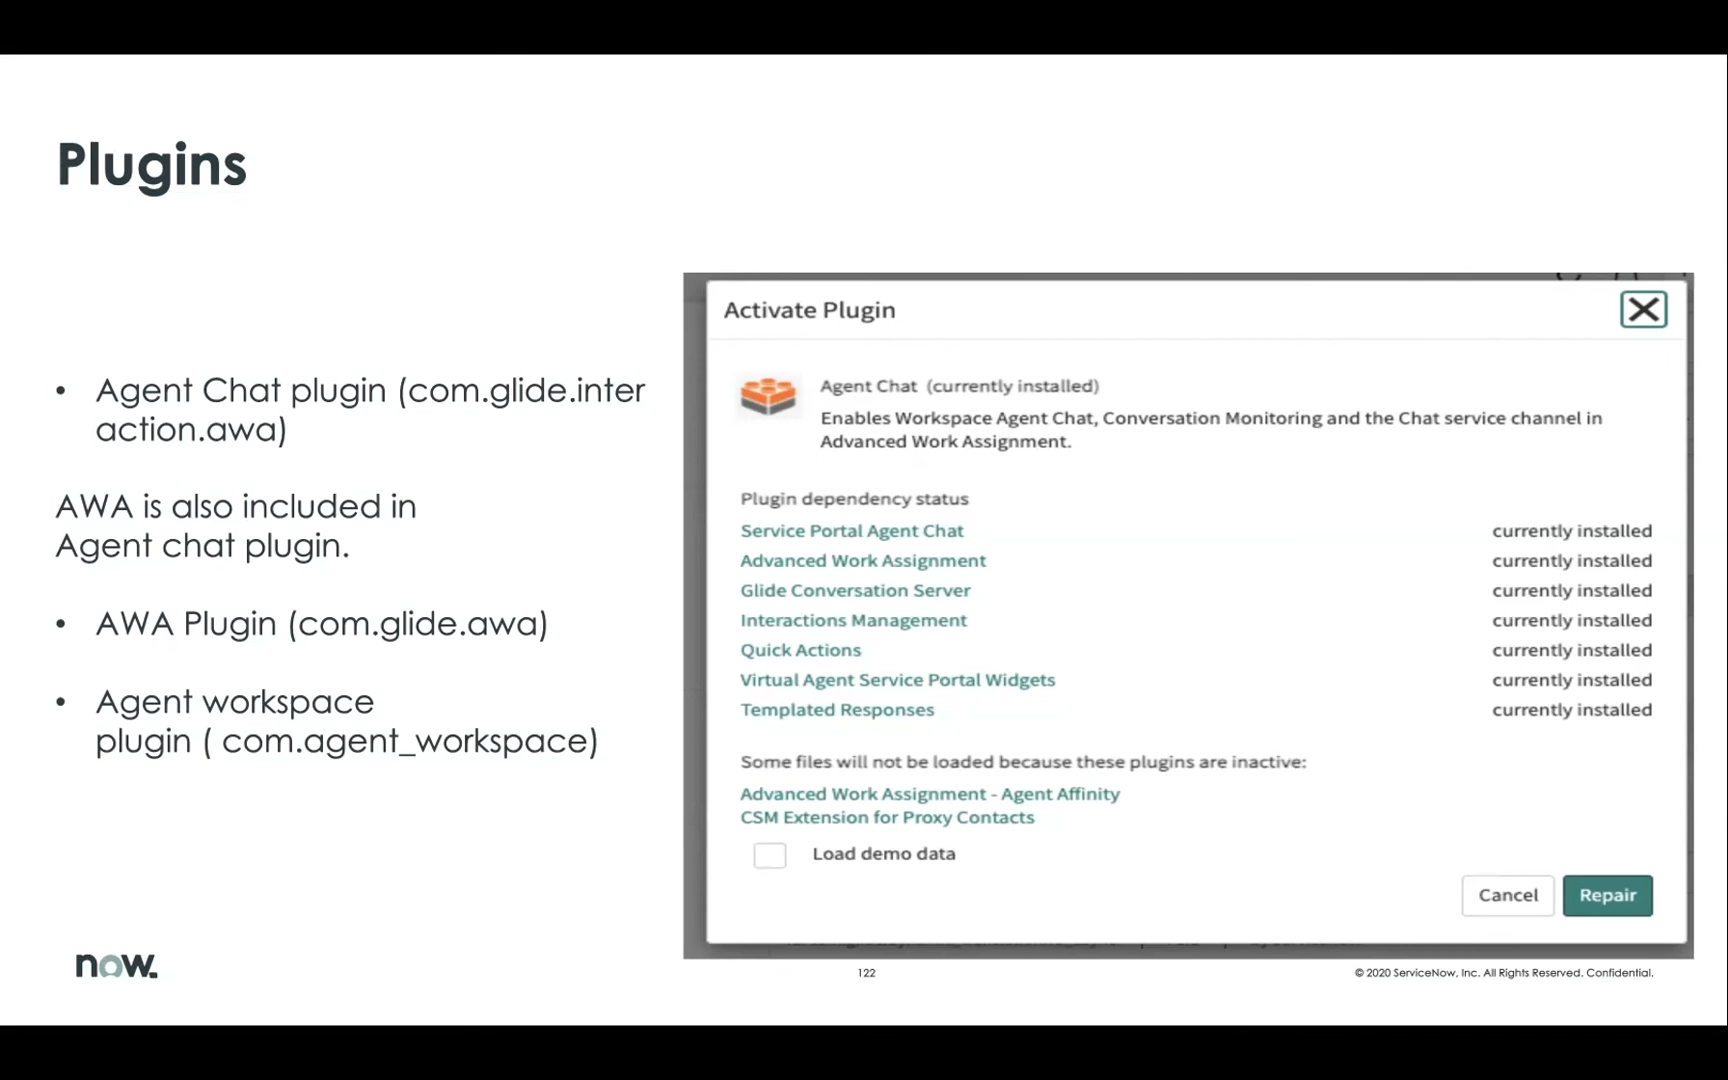 Plugins
• Agent Chat plugin (com.glide.inter
action.awa)
AWA is also included in
Agent chat plugin.
• AWA Plugin (com.glide.awa)
• Agent workspace
plugin ( com.agent_workspace)
Activate Plugin
Agent Chat (currently installed)
Enables Workspace Agent Chat, Conversation Monitoring and the Chat service channel in
Advanced Work Assignment.
Plugin dependency status
Service Portal Agent Chat currently installed
Advanced Work Assignment currently installed
Glide Conversation Server currently installed
Interactions Management currently installed
Quick Actions currently installed
Virtual Agent Service Portal Widgets currently installed
Templated Responses currently installed
Some files will not be loaded because these plugins are inactive:
Advanced Work Assignment - Agent Affinity
CSM Extension for Proxy Contacts
Load demo data
Cancel Repair
now.
122
© 2020 ServiceNow, Inc. All Rights Reserved. Confidential.